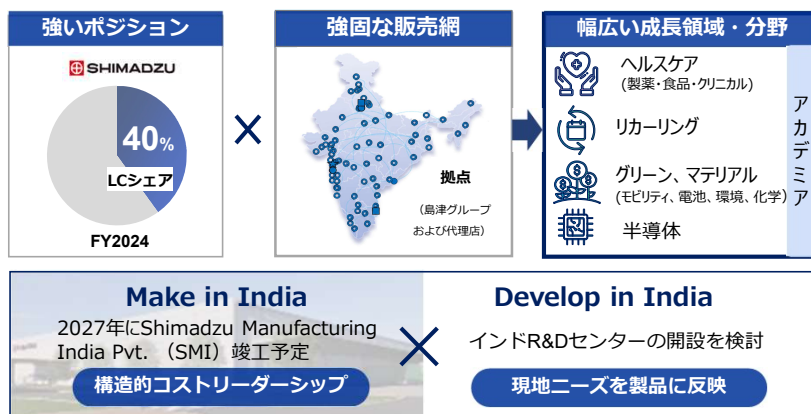 強いポジション
SHIMADZU
40%
LCシェア
FY2024
×
強固な販売網
拠点
（島津グループ
および代理店）
幅広い成長領域・分野
ヘルスケア
(製薬・食品・クリニカル)
リカーリング
グリーン、マテリアル
(モビリティ、電池、環境、化学)
半導体
アカデミア
Make in India
2027年にShimadzu Manufacturing
India Pvt. （SMI）竣工予定
構造的コストリーダーシップ
×
Develop in India
インドR&Dセンターの開設を検討
現地ニーズを製品に反映